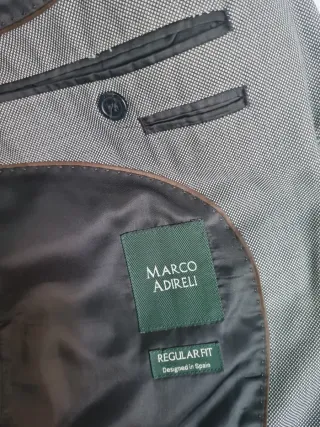 MARCO
ADIRELI
REGULAR FIT
Designed in Spain